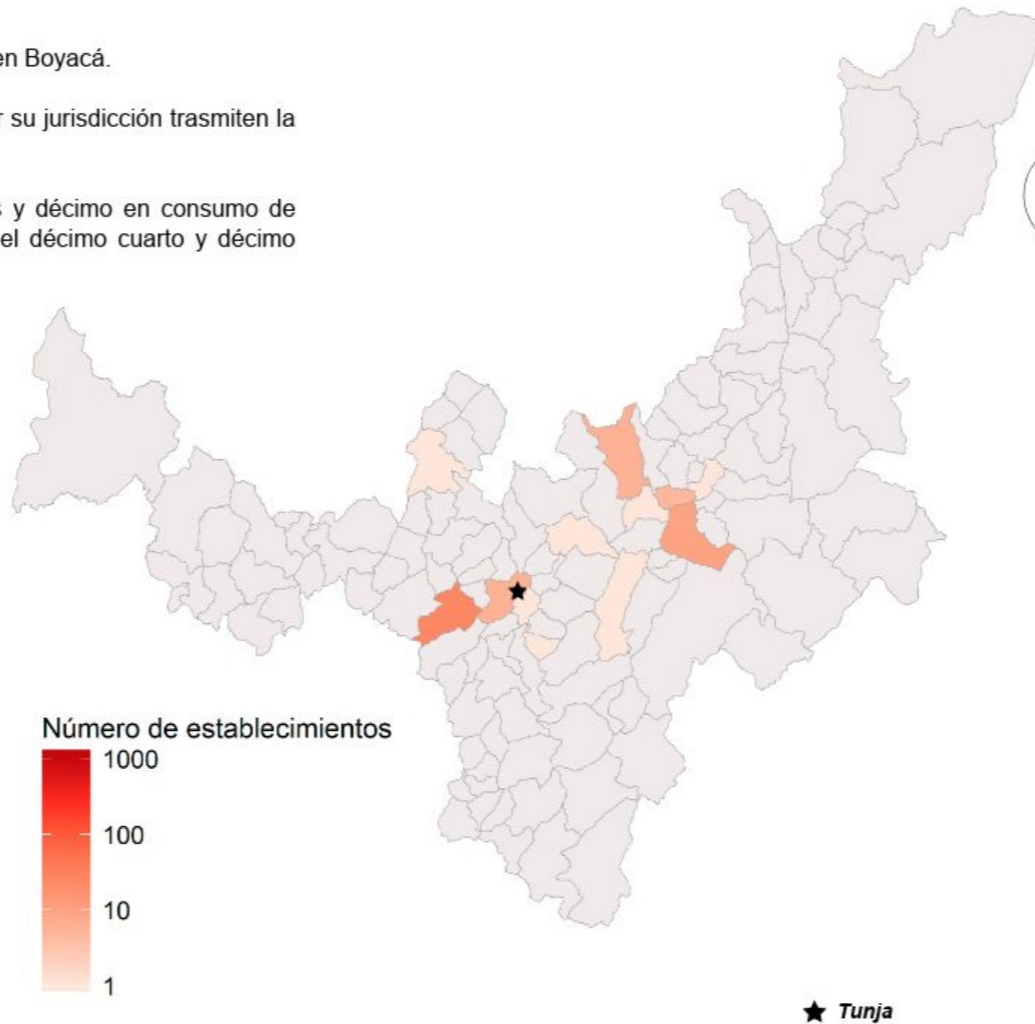 en Boyacá.
su jurisdicción trasmiten la
y décimo en consumo de
el décimo cuarto y décimo
Número de establecimientos
1000
100
10
1
Tunja